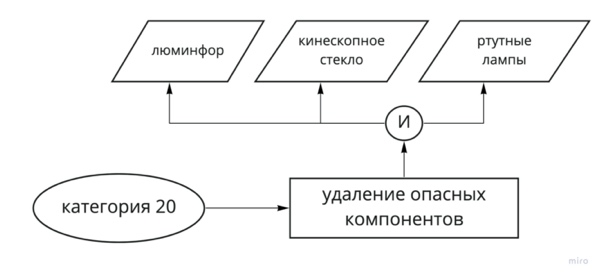 люминфор
кинескопное
стекло
ртутные
лампы
И
категория 20
удаление опасных
компонентов
miro